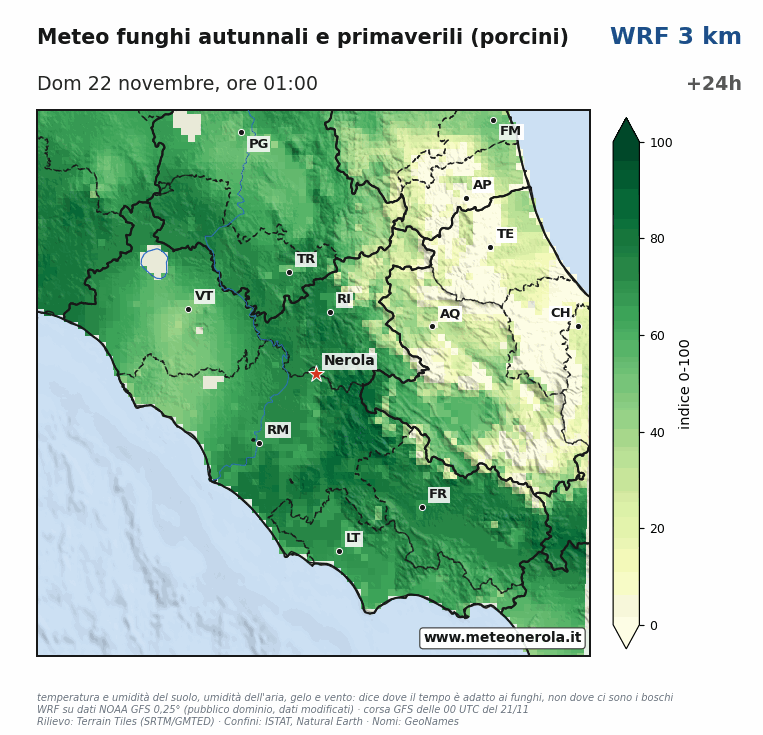 Meteo funghi autunnali e primaverili (porcini)
WRF 3 km
Dom 22 novembre, ore 01:00
+24h
FM
PG
AP
TE
TR
VT
RI
AQ
CH
Nerola
RM
FR
LT
www.meteonerola.it
100
80
60
40
20
0
indice 0-100
temperatura e umidità del suolo, umidità dell'aria, gelo e vento: dice dove il tempo è adatto ai funghi, non dove ci sono i boschi
WRF su dati NOAA GFS 0,25° (pubblico dominio, dati modificati) · corsa GFS delle 00 UTC del 21/11
Rilievo: Terrain Tiles (SRTM/GMTED) · Confini: ISTAT, Natural Earth · Nomi: GeoNames